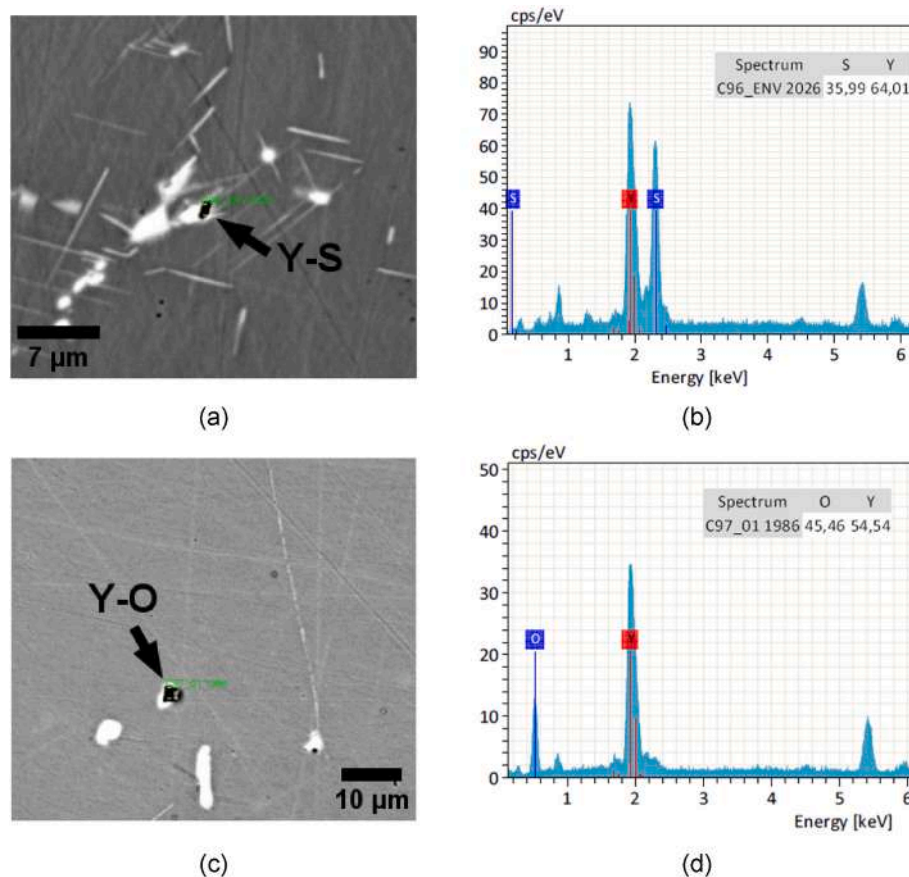 Y-S
7 µm
(a)
cps/eV
90
80
70
60
50
40
30
20
10
0
Spectrum S Y
C96_ENV 2026 35,99 64,01
S
Y
S
1 2 3 4 5 6
Energy [keV]
(b)
Y-O
10 µm
(c)
cps/eV
50
40
30
20
10
0
Spectrum O Y
C97_01 1986 45,46 54,54
O
Y
1 2 3 4 5 6
Energy [keV]
(d)